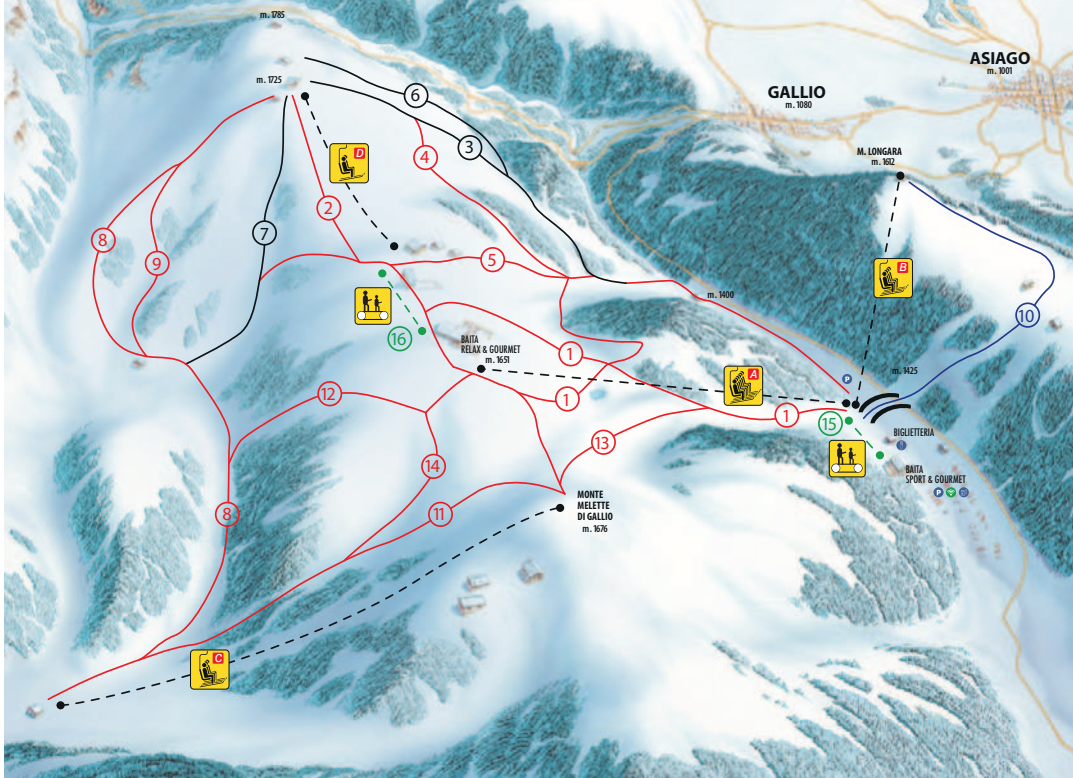 m. 1785
ASIAGO
m. 1001
m. 1725
GALLIO
m. 1080
6
3
D
4
M. LONGARA
m. 1612
2
7
8
9
5
B
m. 1400
10
16
BAITA
RELAX & GOURMET
m. 1651
1
A
P
m. 1425
12
1
1
15
BIGLIETTERIA
13
14
BAITA
SPORT & GOURMET
P
MONTE
MELETTE
DI GALLIO
m. 1676
11
8
C